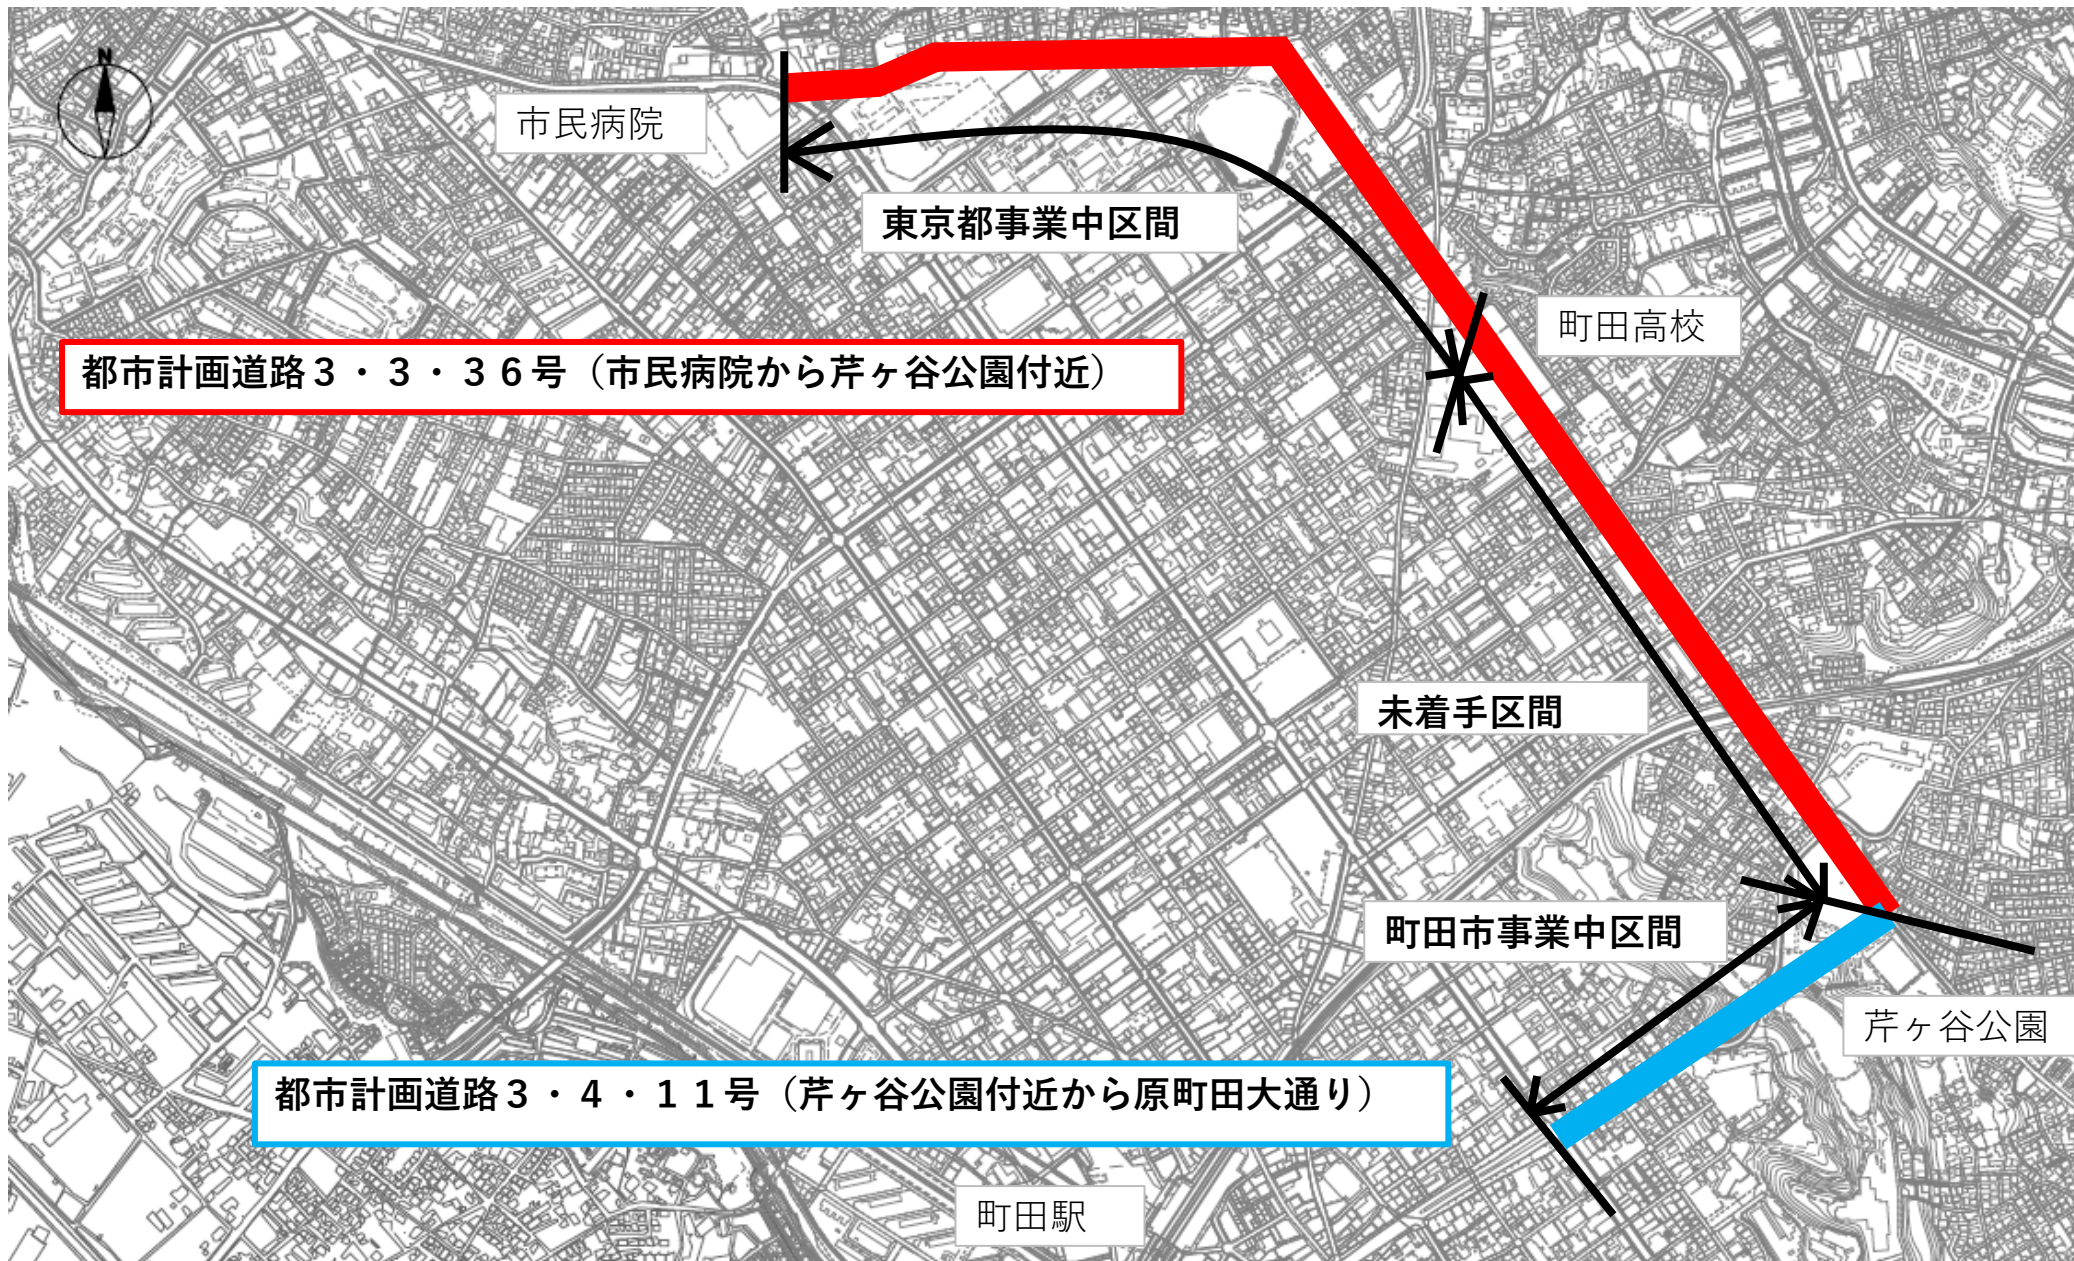 N
市民病院
東京都事業中区間
町田高校
都市計画道路３・３・３６号（市民病院から芹ヶ谷公園付近）
未着手区間
町田市事業中区間
芹ヶ谷公園
都市計画道路３・４・１１号（芹ヶ谷公園付近から原町田大通り）
町田駅